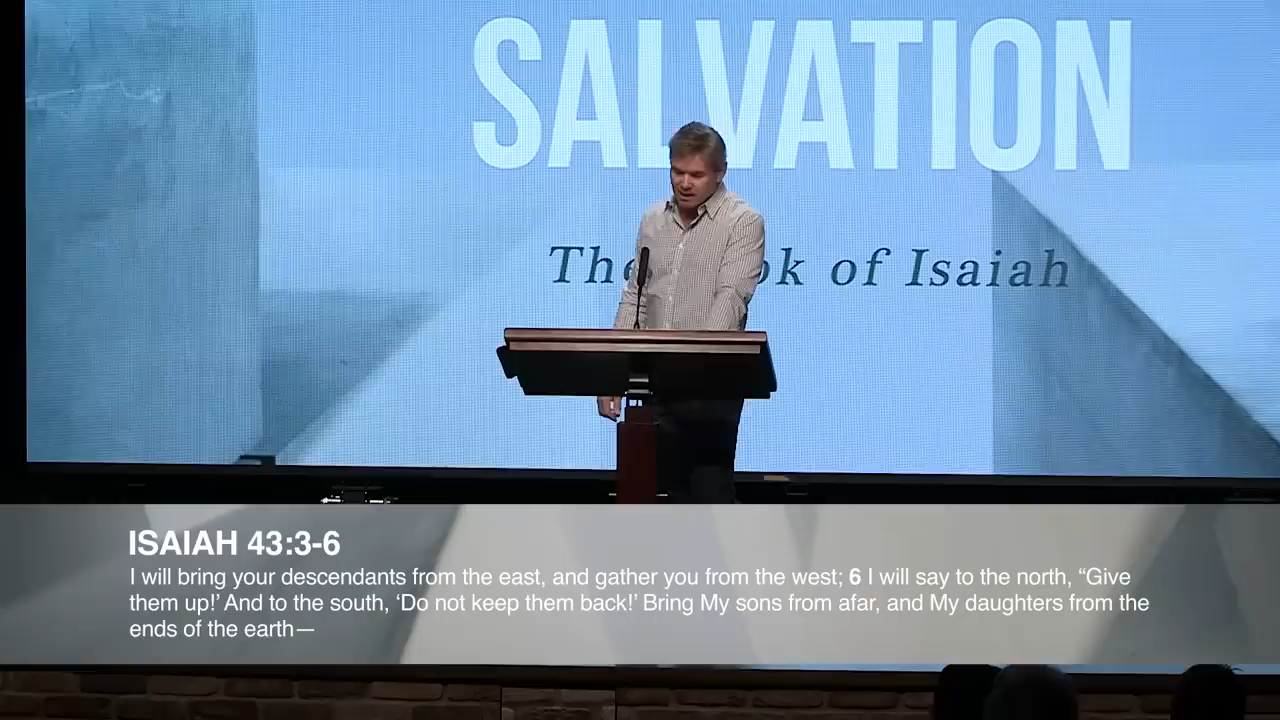 SALVATION
The ok of Isaiah
ISAIAH 43:3-6
I will bring your descendants from the east, and gather you from the west; 6 I will say to the north, “Give
them up!’ And to the south, ‘Do not keep them back!’ Bring My sons from afar, and My daughters from the
ends of the earth—